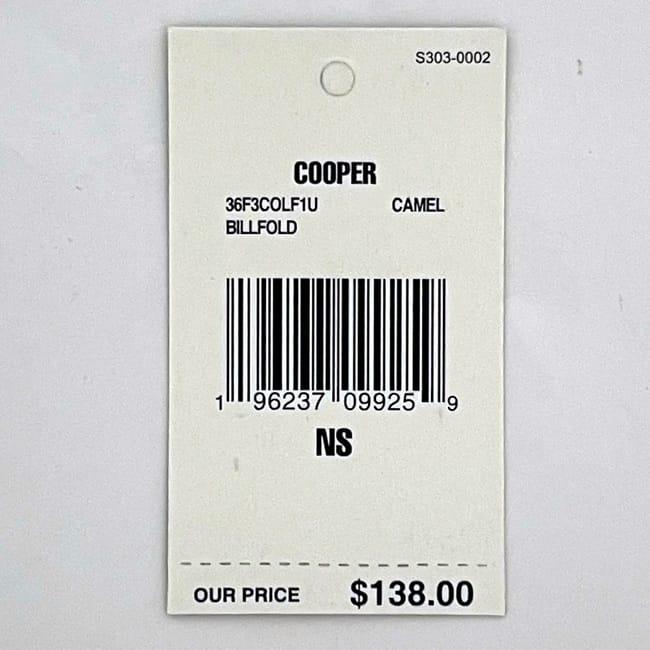 S303-0002
COOPER
36F3COLF1U CAMEL
BILLFOLD
1 96237 09925 9
NS
OUR PRICE $138.00